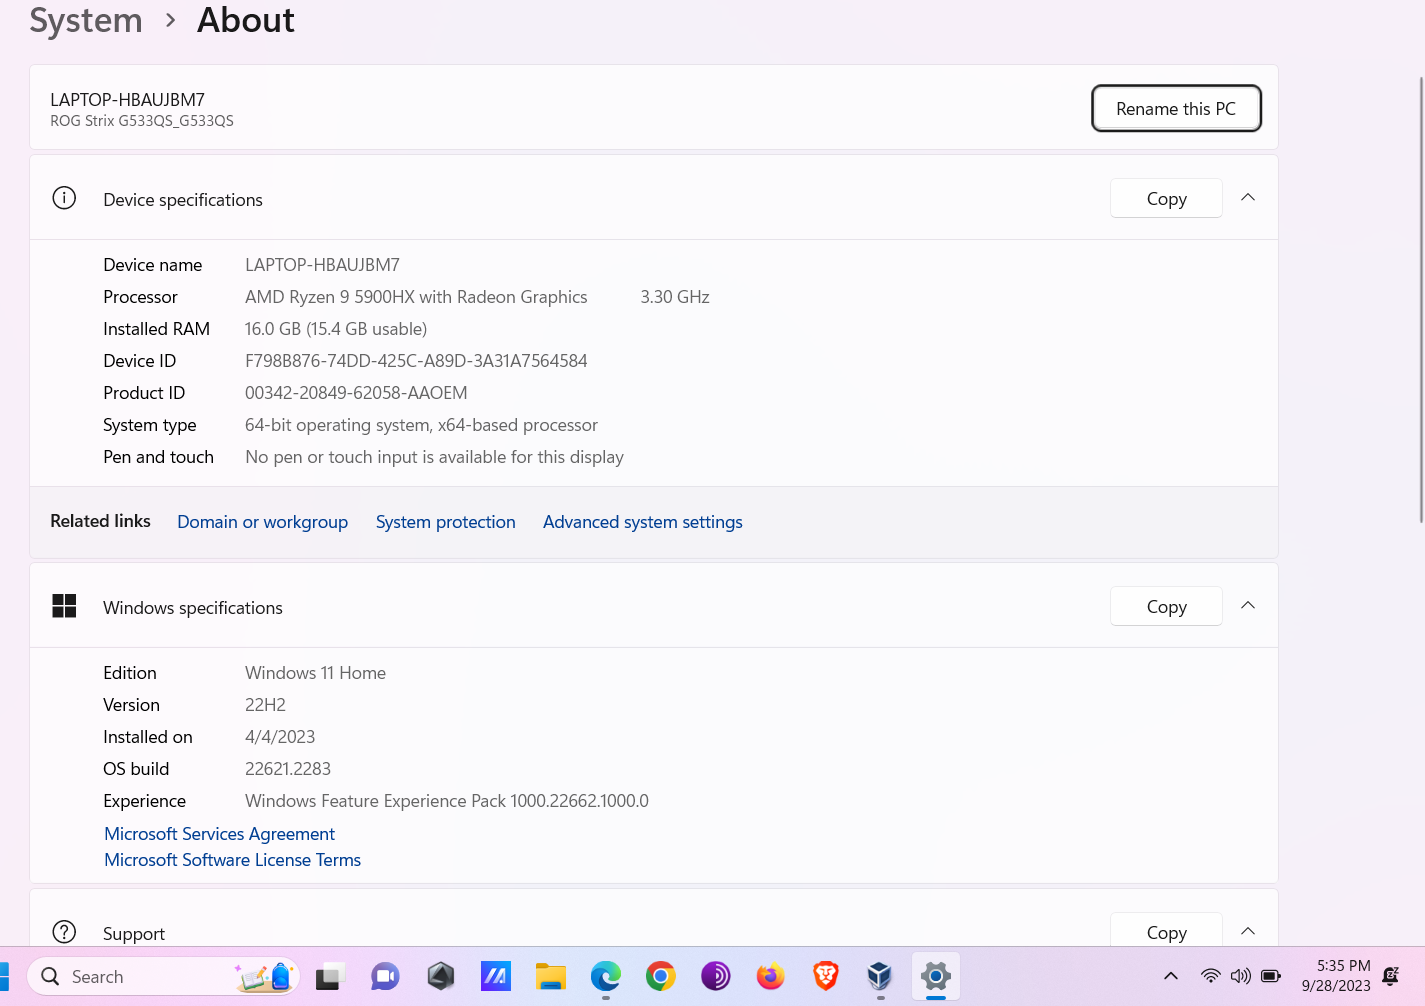 System > About
LAPTOP-HBAUJBM7
ROG Strix G533QS_G533QS
Rename this PC
Device specifications
Copy
Device name LAPTOP-HBAUJBM7
Processor AMD Ryzen 9 5900HX with Radeon Graphics 3.30 GHz
Installed RAM 16.0 GB (15.4 GB usable)
Device ID F798B876-74DD-425C-A89D-3A31A7564584
Product ID 00342-20849-62058-AAOEM
System type 64-bit operating system, x64-based processor
Pen and touch No pen or touch input is available for this display
Related links Domain or workgroup System protection Advanced system settings
Windows specifications
Copy
Edition Windows 11 Home
Version 22H2
Installed on 4/4/2023
OS build 22621.2283
Experience Windows Feature Experience Pack 1000.22662.1000.0
Microsoft Services Agreement
Microsoft Software License Terms
Support
Copy
Search
5:35 PM
9/28/2023